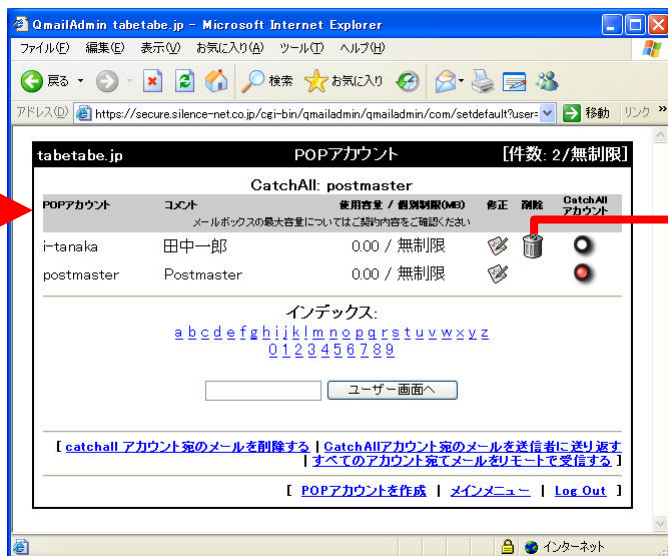 QmailAdmin tabetabe.jp - Microsoft Internet Explorer
ファイル(F) 編集(E) 表示(V) お気に入り(A) ツール(T) ヘルプ(H)
戻る 検索 お気に入り
アドレス(D) https://secure.silence-net.co.jp/cgi-bin/qmailadmin/qmailadmin/com/setdefault?user= 移動 リンク »
tabetabe.jp POPアカウント [件数: 2/無制限]
CatchAll: postmaster
POPアカウント コメント 使用容量 / 個別制限(MB) 修正 削除 CatchAll
アカウント
メールボックスの最大容量についてはご契約内容をご確認ください
i-tanaka 田中一郎 0.00 / 無制限
postmaster Postmaster 0.00 / 無制限
インデックス:
a b c d e f g h i j k l m n o p q r s t u v w x y z
0 1 2 3 4 5 6 7 8 9
ユーザー画面へ
[ catchall アカウント宛のメールを削除する | CatchAllアカウント宛のメールを送信者に送り返す
| すべてのアカウント宛てメールをリモートで受信する ]
[ POPアカウントを作成 | メインメニュー | Log Out ]
インターネット